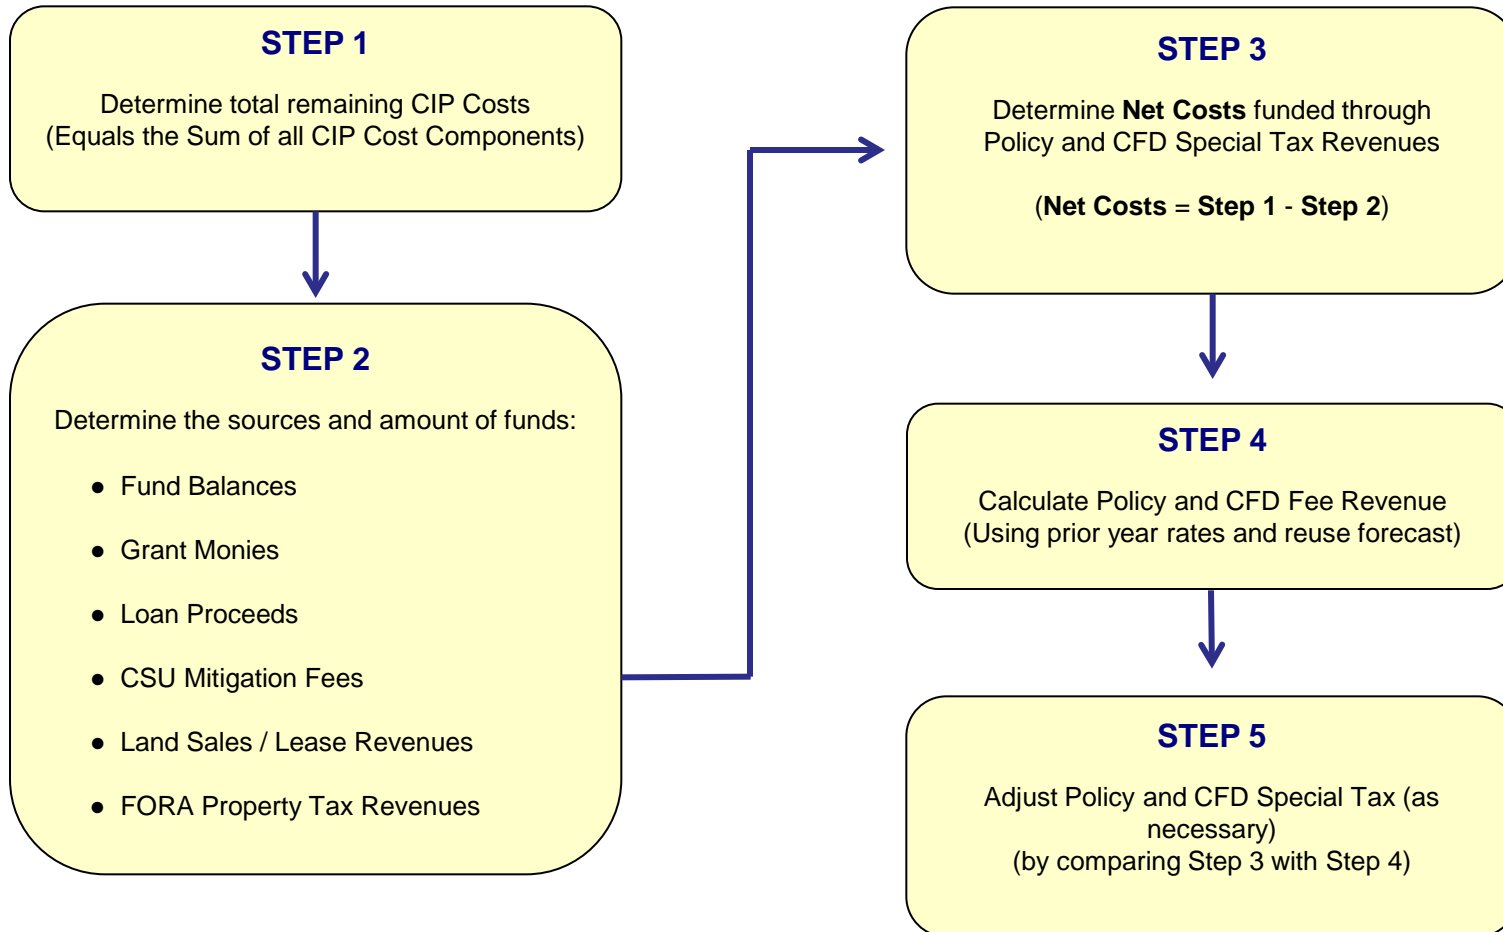 STEP 1
Determine total remaining CIP Costs
(Equals the Sum of all CIP Cost Components)
STEP 2
Determine the sources and amount of funds:
● Fund Balances
● Grant Monies
● Loan Proceeds
● CSU Mitigation Fees
● Land Sales / Lease Revenues
● FORA Property Tax Revenues
STEP 3
Determine Net Costs funded through
Policy and CFD Special Tax Revenues
(Net Costs = Step 1 - Step 2)
STEP 4
Calculate Policy and CFD Fee Revenue
(Using prior year rates and reuse forecast)
STEP 5
Adjust Policy and CFD Special Tax (as
necessary)
(by comparing Step 3 with Step 4)